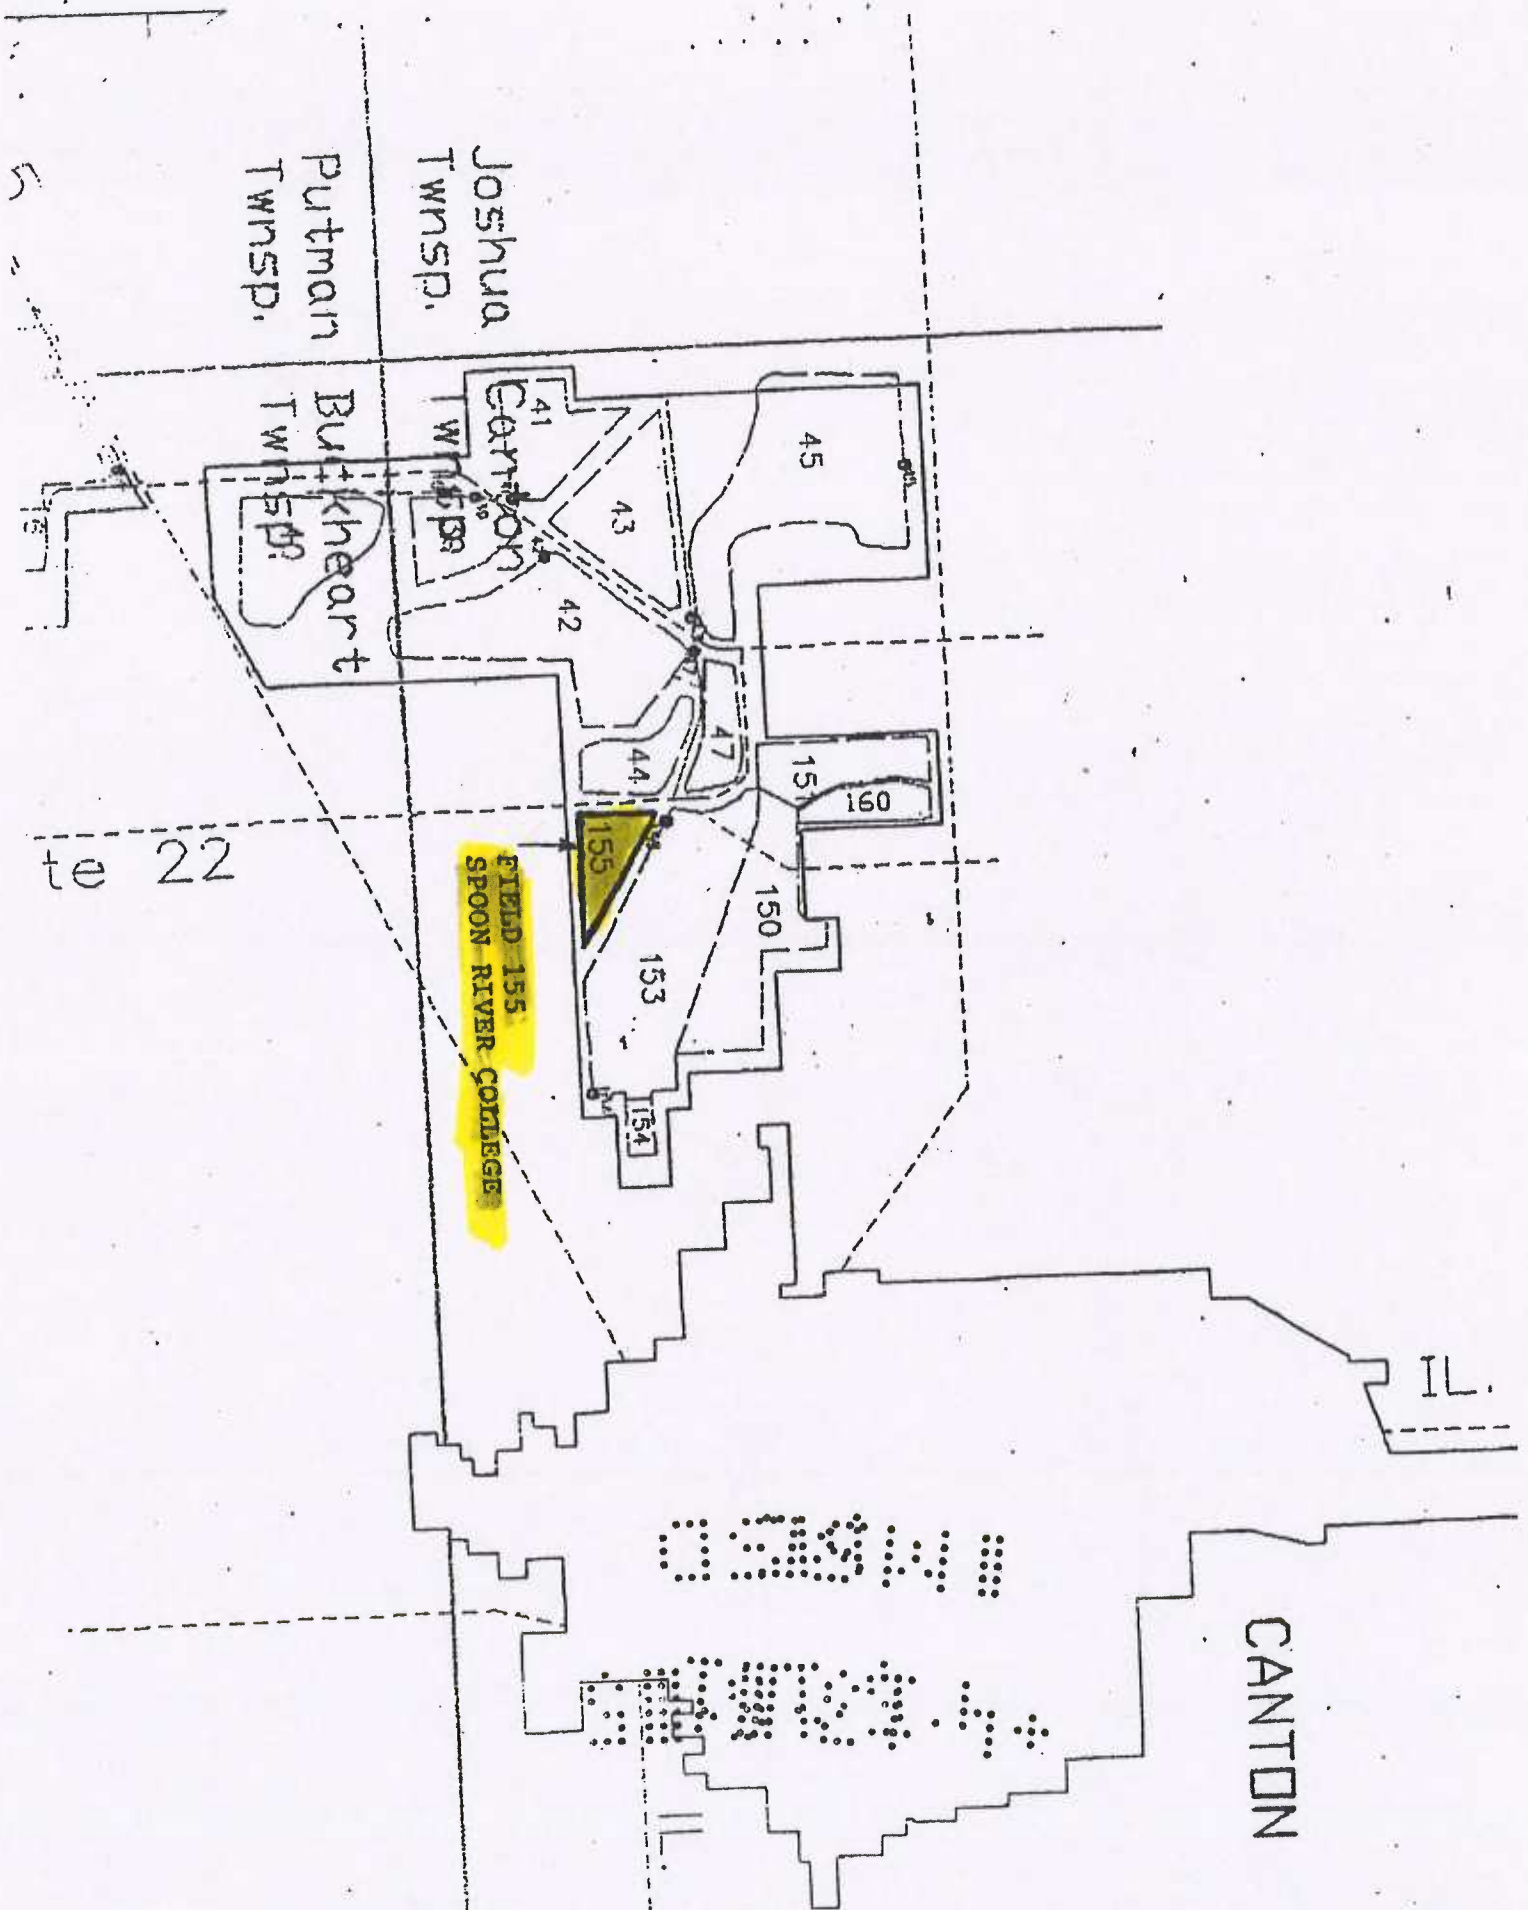 Joshua
Twnsp.
Putman
Twnsp.
Canton
Buckheart
Twnsp.
41
43
45
40
42
44
47
151
160
155
150
153
154
FIELD 155
SPOON RIVER COLLEGE
te 22
IL.
CANTON